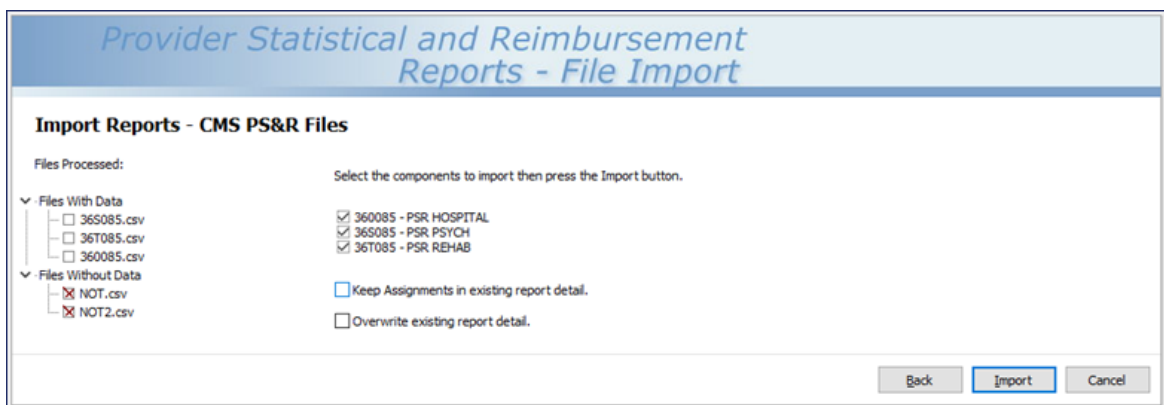 Provider Statistical and Reimbursement
Reports - File Import
Import Reports - CMS PS&R Files
Files Processed:
Select the components to import then press the Import button.
Files With Data
36S085.csv
36T085.csv
360085.csv
Files Without Data
NOT.csv
NOT2.csv
360085 - PSR HOSPITAL
36S085 - PSR PSYCH
36T085 - PSR REHAB
Keep Assignments in existing report detail.
Overwrite existing report detail.
Back
Import
Cancel